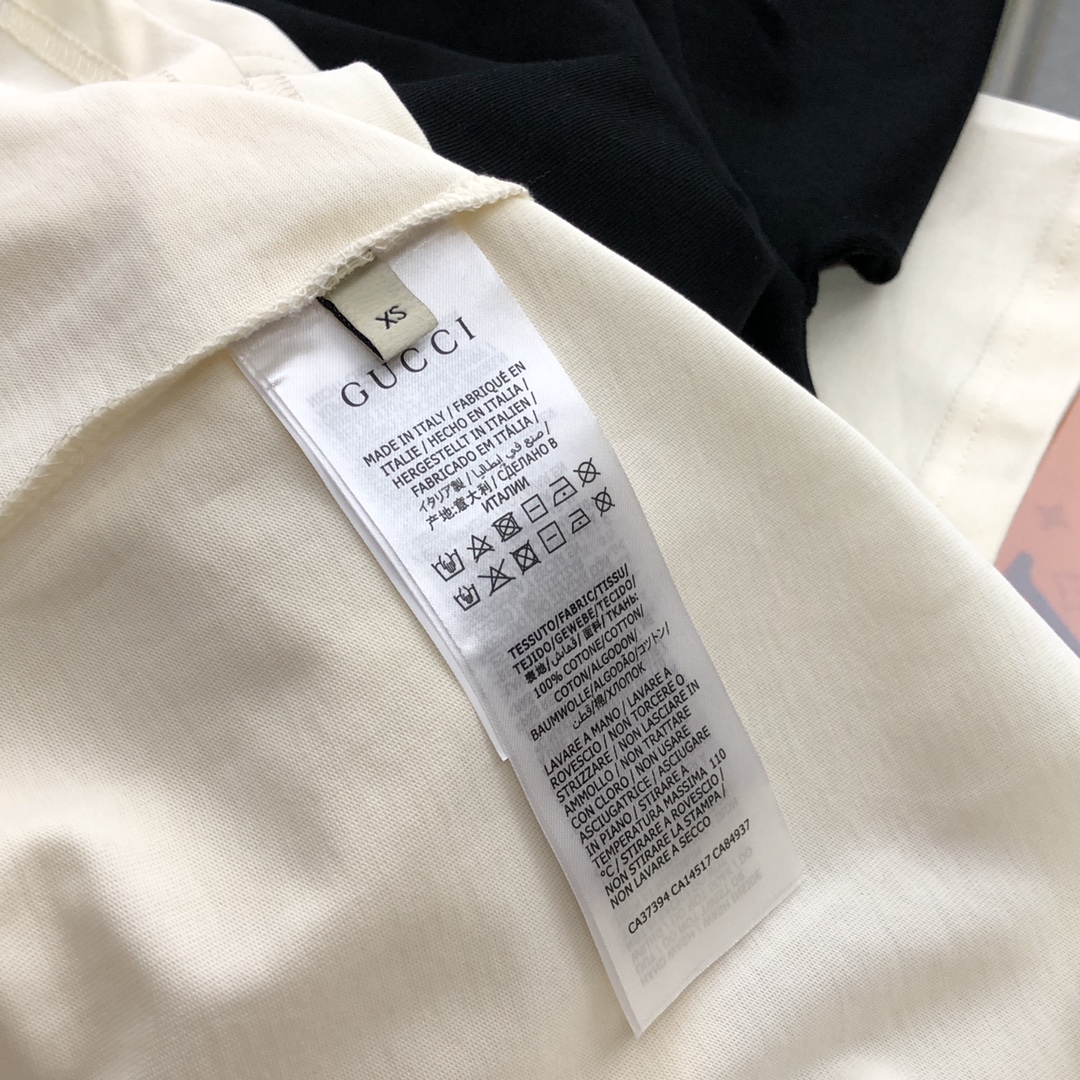 XS
GUCCI
MADE IN ITALY / FABRIQUÉ EN
ITALIE / HECHO EN ITALIA /
HERGESTELLT IN ITALIEN /
FABRICADO EM ITÁLIA /
イタリア製 / صنع في إيطاليا /
产地:意大利 / СДЕЛАНО В
ИТАЛИИ
TESSUTO/FABRIC/TISSU/
TEJIDO/GEWEBE/TECIDO/
表地/قماش/面料/ТКАНЬ:
100% COTONE/COTTON/
COTON/ALGODON/
BAUMWOLLE/ALGODÃO/コットン/
قطن/棉/ХЛОПОК
LAVARE A MANO / LAVARE A
ROVESCIO / NON TORCERE O
STRIZZARE / NON LASCIARE IN
AMMOLLO / NON TRATTARE
CON CLORO / NON USARE
ASCIUGATRICE / ASCIUGARE
IN PIANO / STIRARE A
TEMPERATURA MASSIMA 110
°C / STIRARE A ROVESCIO /
NON STIRARE LA STAMPA /
NON LAVARE A SECCO
CA37394 CA14517 CA84937